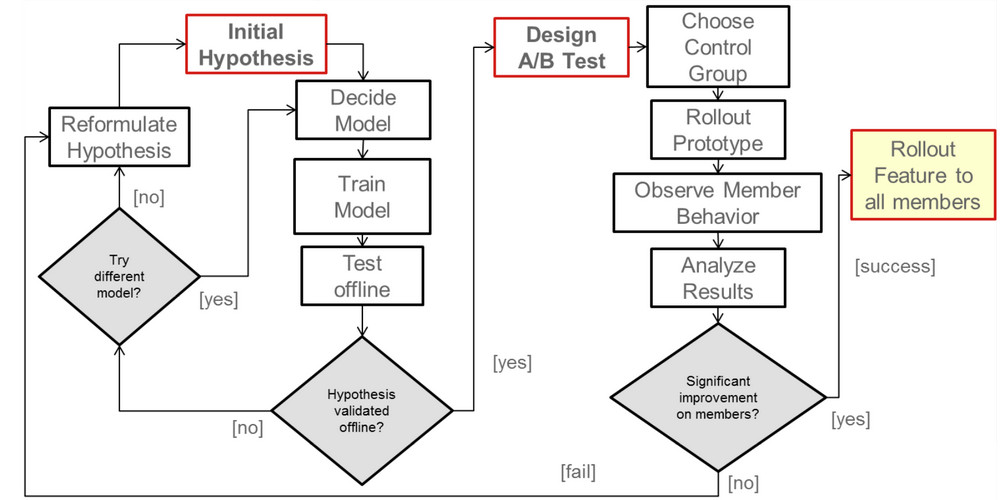 Initial
Hypothesis
Decide
Model
Train
Model
Test
offline
Hypothesis
validated
offline?
[no]
[yes]
Try
different
model?
[no]
[yes]
Reformulate
Hypothesis
Design
A/B Test
Choose
Control
Group
Rollout
Prototype
Observe Member
Behavior
Analyze
Results
Significant
improvement
on members?
[yes]
[success]
[no]
[fail]
Rollout
Feature to
all members